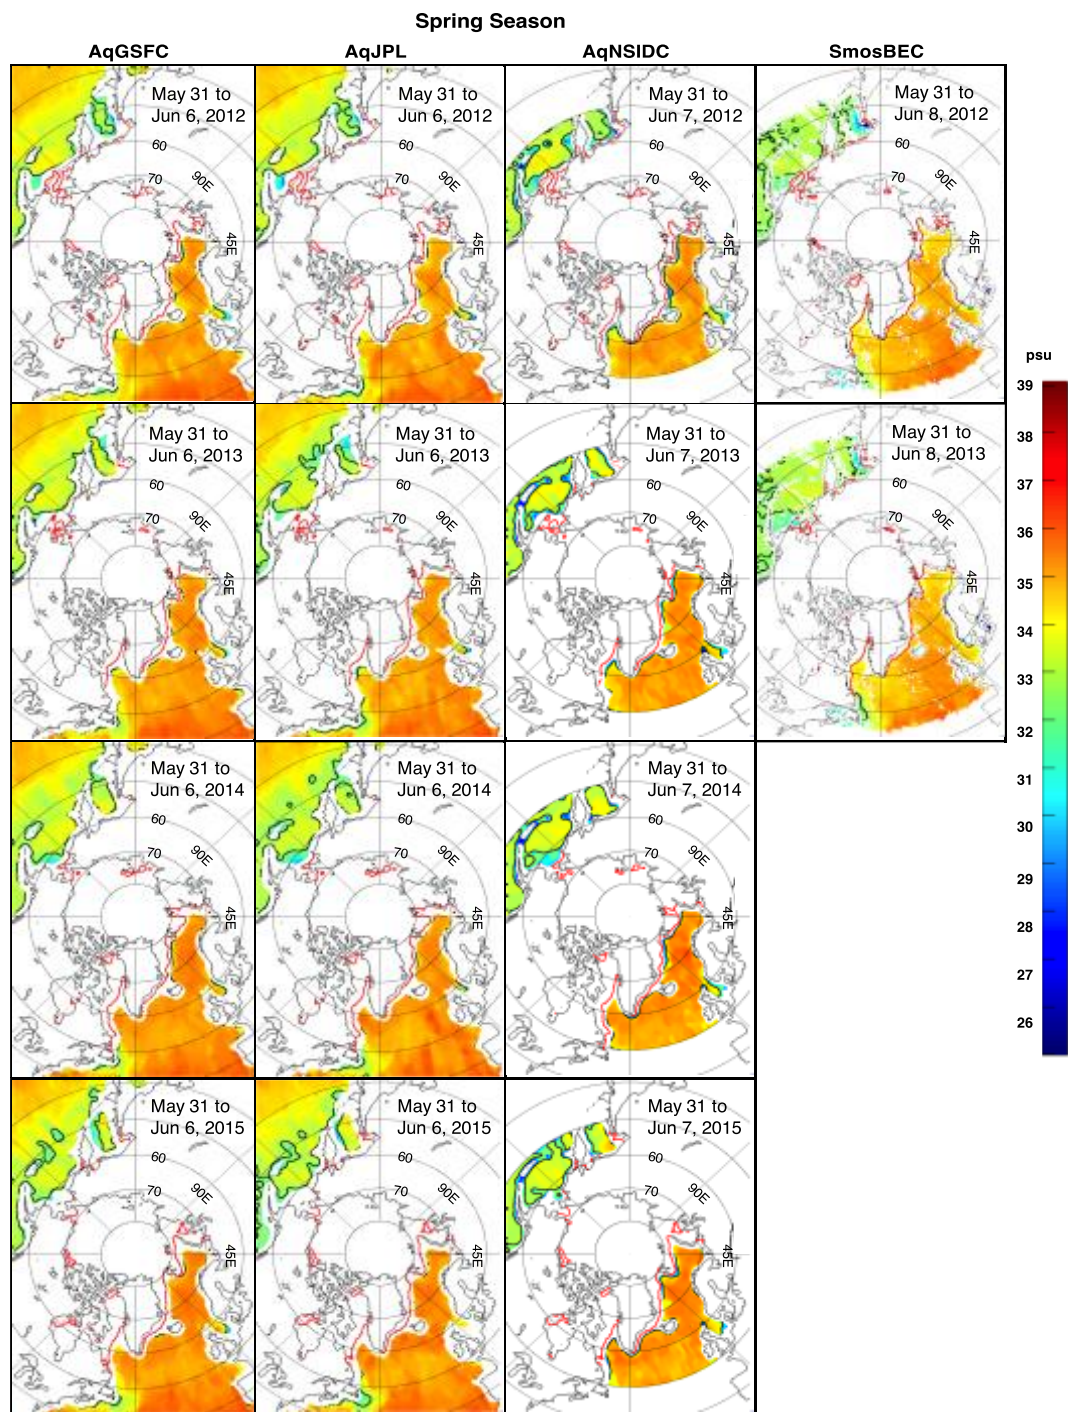 Spring Season
AqGSFC AqJPL AqNSIDC SmosBEC
May 31 to
Jun 6, 2012
60
70
90E
45E
May 31 to
Jun 6, 2012
60
70
90E
45E
May 31 to
Jun 7, 2012
60
70
90E
45E
May 31 to
Jun 8, 2012
60
70
90E
45E
May 31 to
Jun 6, 2013
60
70
90E
45E
May 31 to
Jun 6, 2013
60
70
90E
45E
May 31 to
Jun 7, 2013
60
70
90E
45E
May 31 to
Jun 8, 2013
60
70
90E
45E
May 31 to
Jun 6, 2014
60
70
90E
45E
May 31 to
Jun 6, 2014
60
70
90E
45E
May 31 to
Jun 7, 2014
60
70
90E
45E
May 31 to
Jun 6, 2015
60
70
90E
45E
May 31 to
Jun 6, 2015
60
70
90E
45E
May 31 to
Jun 7, 2015
60
70
90E
45E
psu
39
38
37
36
35
34
33
32
31
30
29
28
27
26